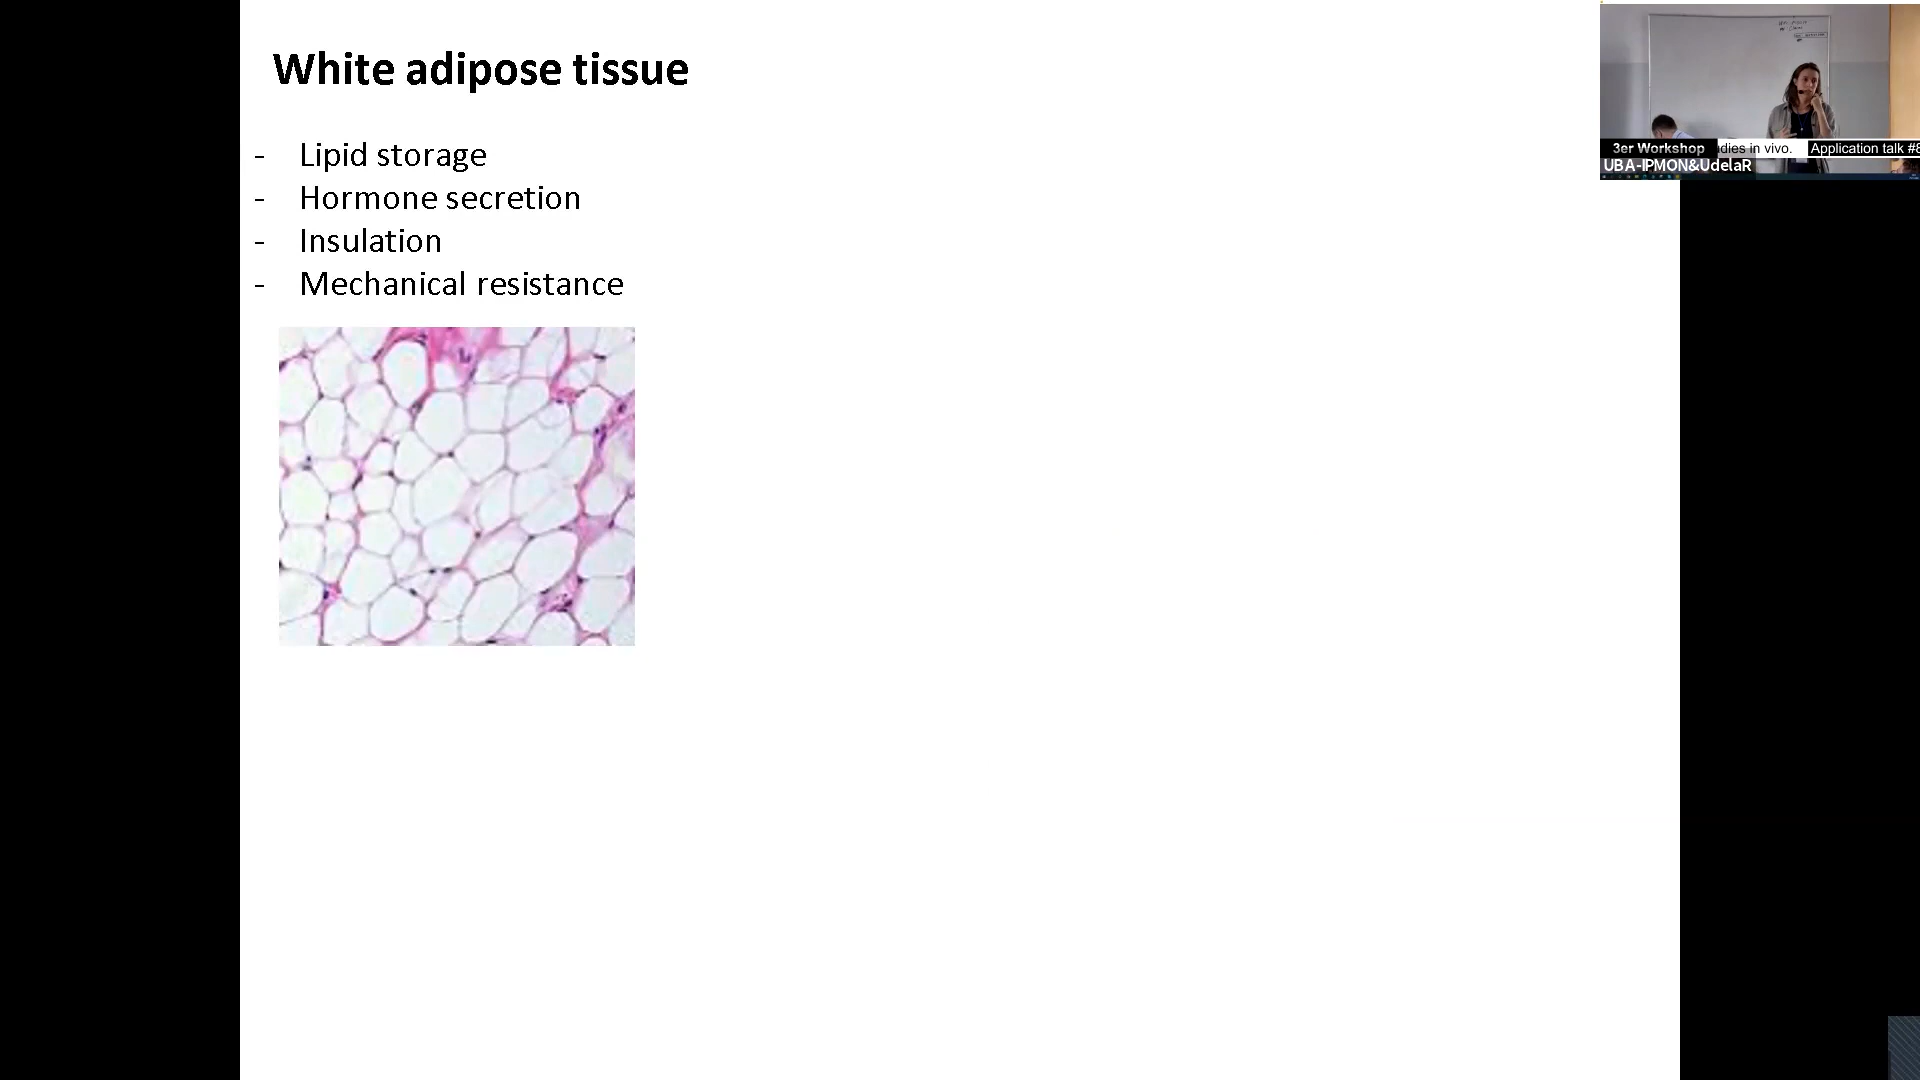 White adipose tissue
- Lipid storage
- Hormone secretion
- Insulation
- Mechanical resistance
3er Workshop
dies in vivo.
Application talk #8
UBA-IPMON&UdelaR